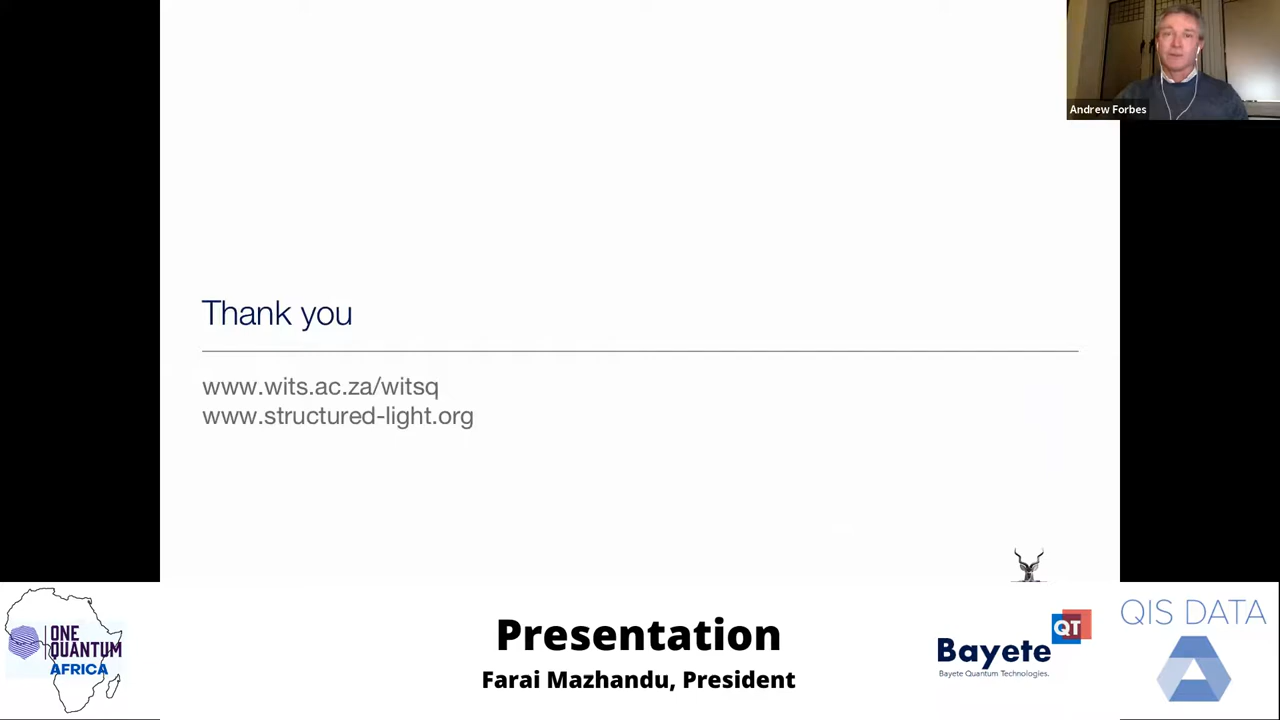 Andrew Forbes
Thank you
www.wits.ac.za/witsq
www.structured-light.org
ONE
QUANTUM
AFRICA
Presentation
Farai Mazhandu, President
QT
Bayete
Bayete Quantum Technologies.
QIS DATA